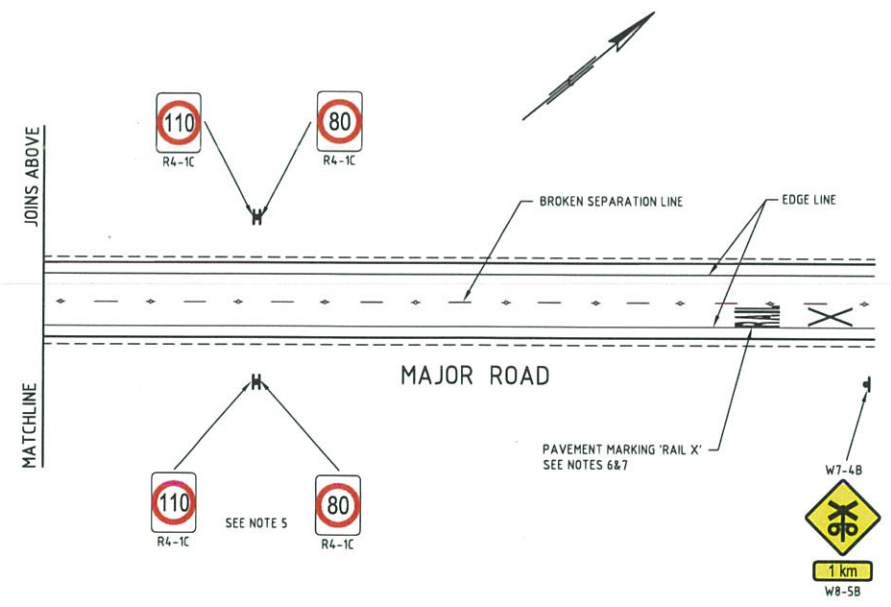 110
80
R4-1C
R4-1C
JOINS ABOVE
BROKEN SEPARATION LINE
EDGE LINE
RAIL X
MAJOR ROAD
MATCHLINE
PAVEMENT MARKING 'RAIL X'
SEE NOTES 6&7
W7-4B
110
80
SEE NOTE 5
R4-1C
R4-1C
1 km
W8-5B